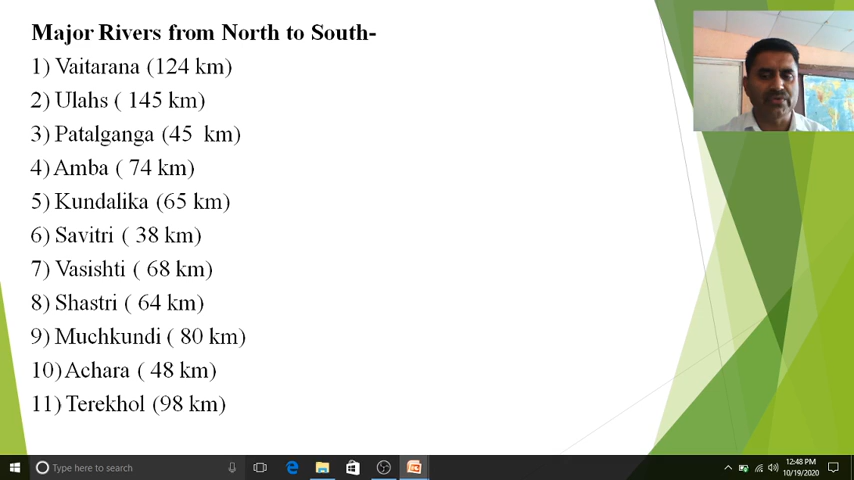 Major Rivers from North to South-
1) Vaitarana (124 km)
2) Ulahs ( 145 km)
3) Patalganga (45 km)
4) Amba ( 74 km)
5) Kundalika (65 km)
6) Savitri ( 38 km)
7) Vasishti ( 68 km)
8) Shastri ( 64 km)
9) Muchkundi ( 80 km)
10) Achara ( 48 km)
11) Terekhol (98 km)
Type here to search
12:48 PM
10/19/2020